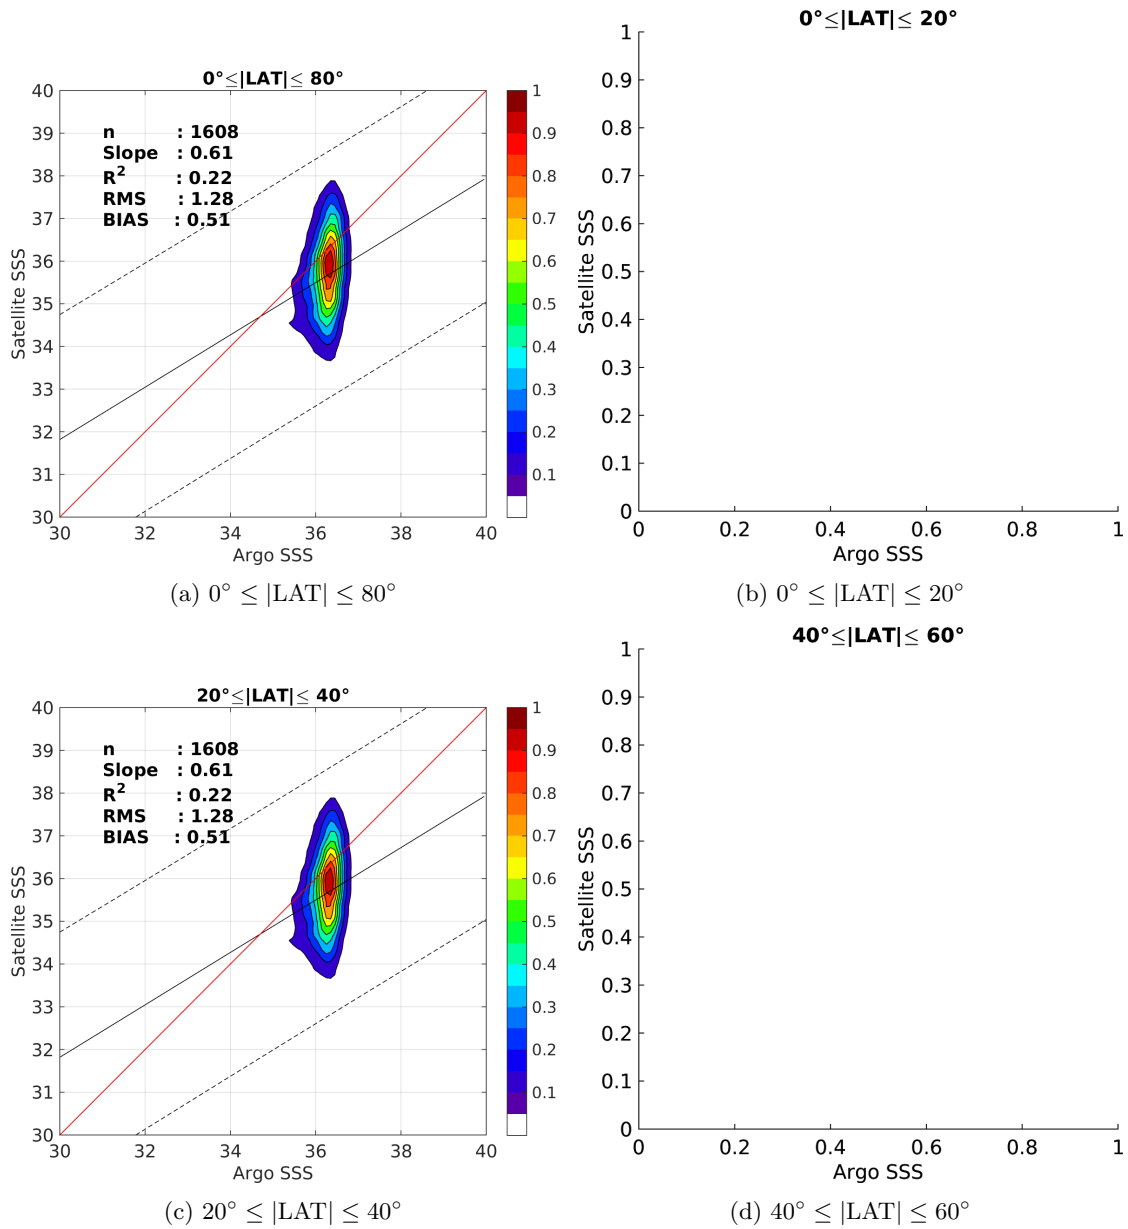 0°≤|LAT|≤ 80°
40
39
38
37
36
35
34
33
32
31
30
n : 1608
Slope : 0.61
R² : 0.22
RMS : 1.28
BIAS : 0.51
30 32 34 36 38 40
Satellite SSS
Argo SSS
1
0.9
0.8
0.7
0.6
0.5
0.4
0.3
0.2
0.1
(a) 0° ≤ |LAT| ≤ 80°
0°≤|LAT|≤ 20°
1
0.9
0.8
0.7
0.6
0.5
0.4
0.3
0.2
0.1
0
0 0.2 0.4 0.6 0.8 1
Satellite SSS
Argo SSS
(b) 0° ≤ |LAT| ≤ 20°
20°≤|LAT|≤ 40°
40
39
38
37
36
35
34
33
32
31
30
n : 1608
Slope : 0.61
R² : 0.22
RMS : 1.28
BIAS : 0.51
30 32 34 36 38 40
Satellite SSS
Argo SSS
1
0.9
0.8
0.7
0.6
0.5
0.4
0.3
0.2
0.1
(c) 20° ≤ |LAT| ≤ 40°
40°≤|LAT|≤ 60°
1
0.9
0.8
0.7
0.6
0.5
0.4
0.3
0.2
0.1
0
0 0.2 0.4 0.6 0.8 1
Satellite SSS
Argo SSS
(d) 40° ≤ |LAT| ≤ 60°